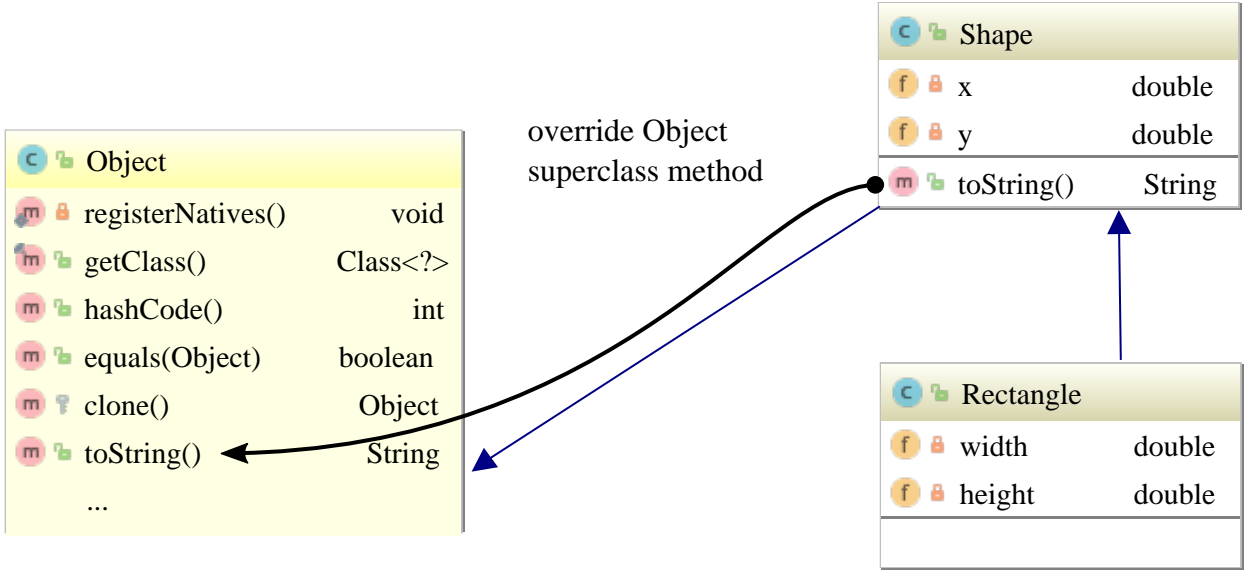 C Shape
f x double
f y double
m toString() String
override Object
superclass method
C Object
m registerNatives() void
m getClass() Class<?>
m hashCode() int
m equals(Object) boolean
m clone() Object
m toString() String
...
C Rectangle
f width double
f height double